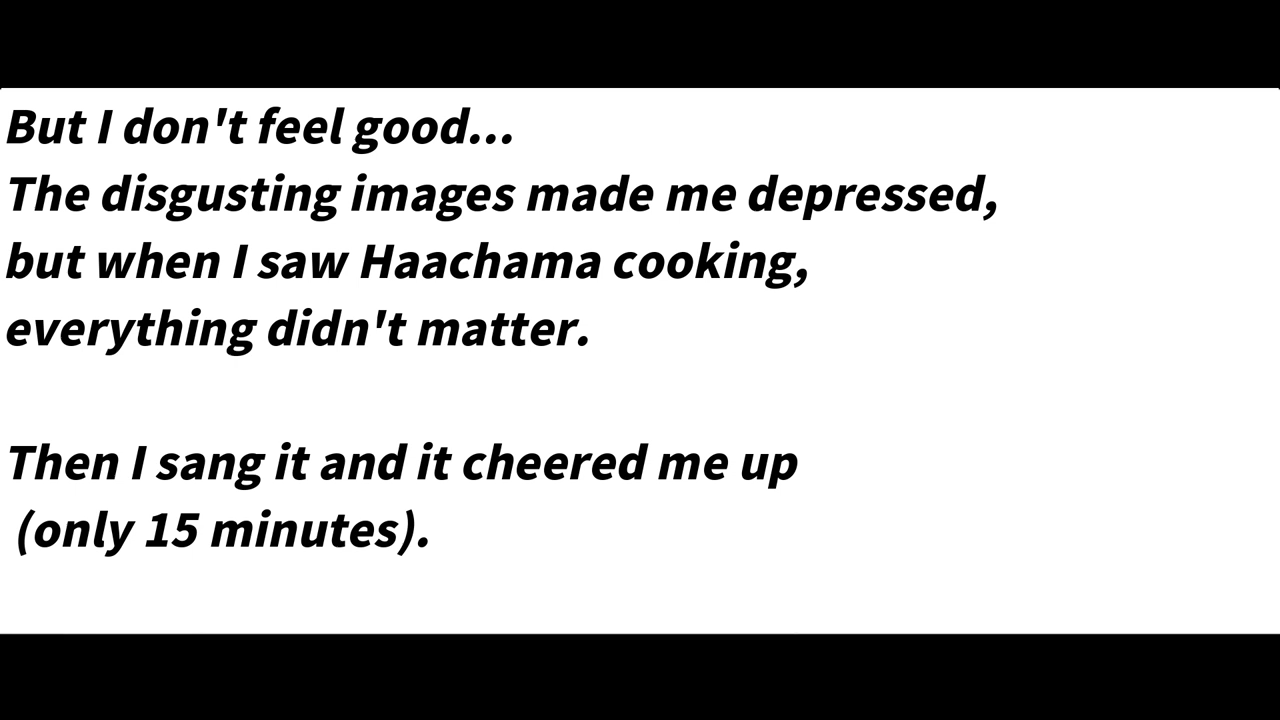 But I don't feel good...
The disgusting images made me depressed,
but when I saw Haachama cooking,
everything didn't matter.
Then I sang it and it cheered me up
(only 15 minutes).